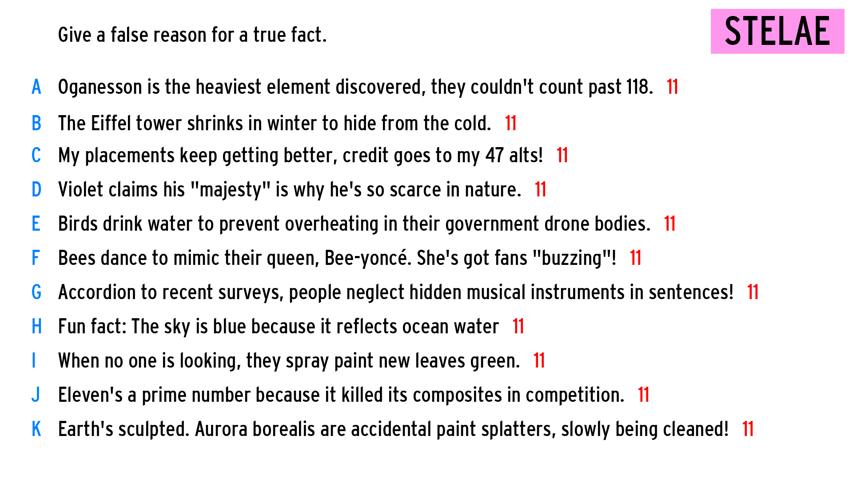 Give a false reason for a true fact.
STELAE
A Oganesson is the heaviest element discovered, they couldn't count past 118. 11
B The Eiffel tower shrinks in winter to hide from the cold. 11
C My placements keep getting better, credit goes to my 47 alts! 11
D Violet claims his "majesty" is why he's so scarce in nature. 11
E Birds drink water to prevent overheating in their government drone bodies. 11
F Bees dance to mimic their queen, Bee-yoncé. She's got fans "buzzing"! 11
G Accordion to recent surveys, people neglect hidden musical instruments in sentences! 11
H Fun fact: The sky is blue because it reflects ocean water 11
I When no one is looking, they spray paint new leaves green. 11
J Eleven's a prime number because it killed its composites in competition. 11
K Earth's sculpted. Aurora borealis are accidental paint splatters, slowly being cleaned! 11